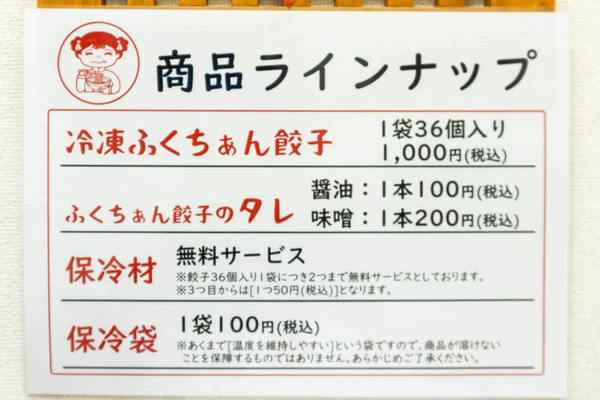 商品ラインナップ
冷凍ふくちぁん餃子
1袋36個入り
1,000円(税込)
ふくちぁん餃子のタレ
醤油：1本100円(税込)
味噌：1本200円(税込)
保冷材
無料サービス
※餃子36個入り1袋につき2つまで無料サービスとしております。
※3つ目からは[1つ50円(税込)]となります。
保冷袋
1袋100円(税込)
※あくまで[温度を維持しやすい]という袋ですので、商品が溶けない
ことを保障するものではありません。あらかじめご了承ください。